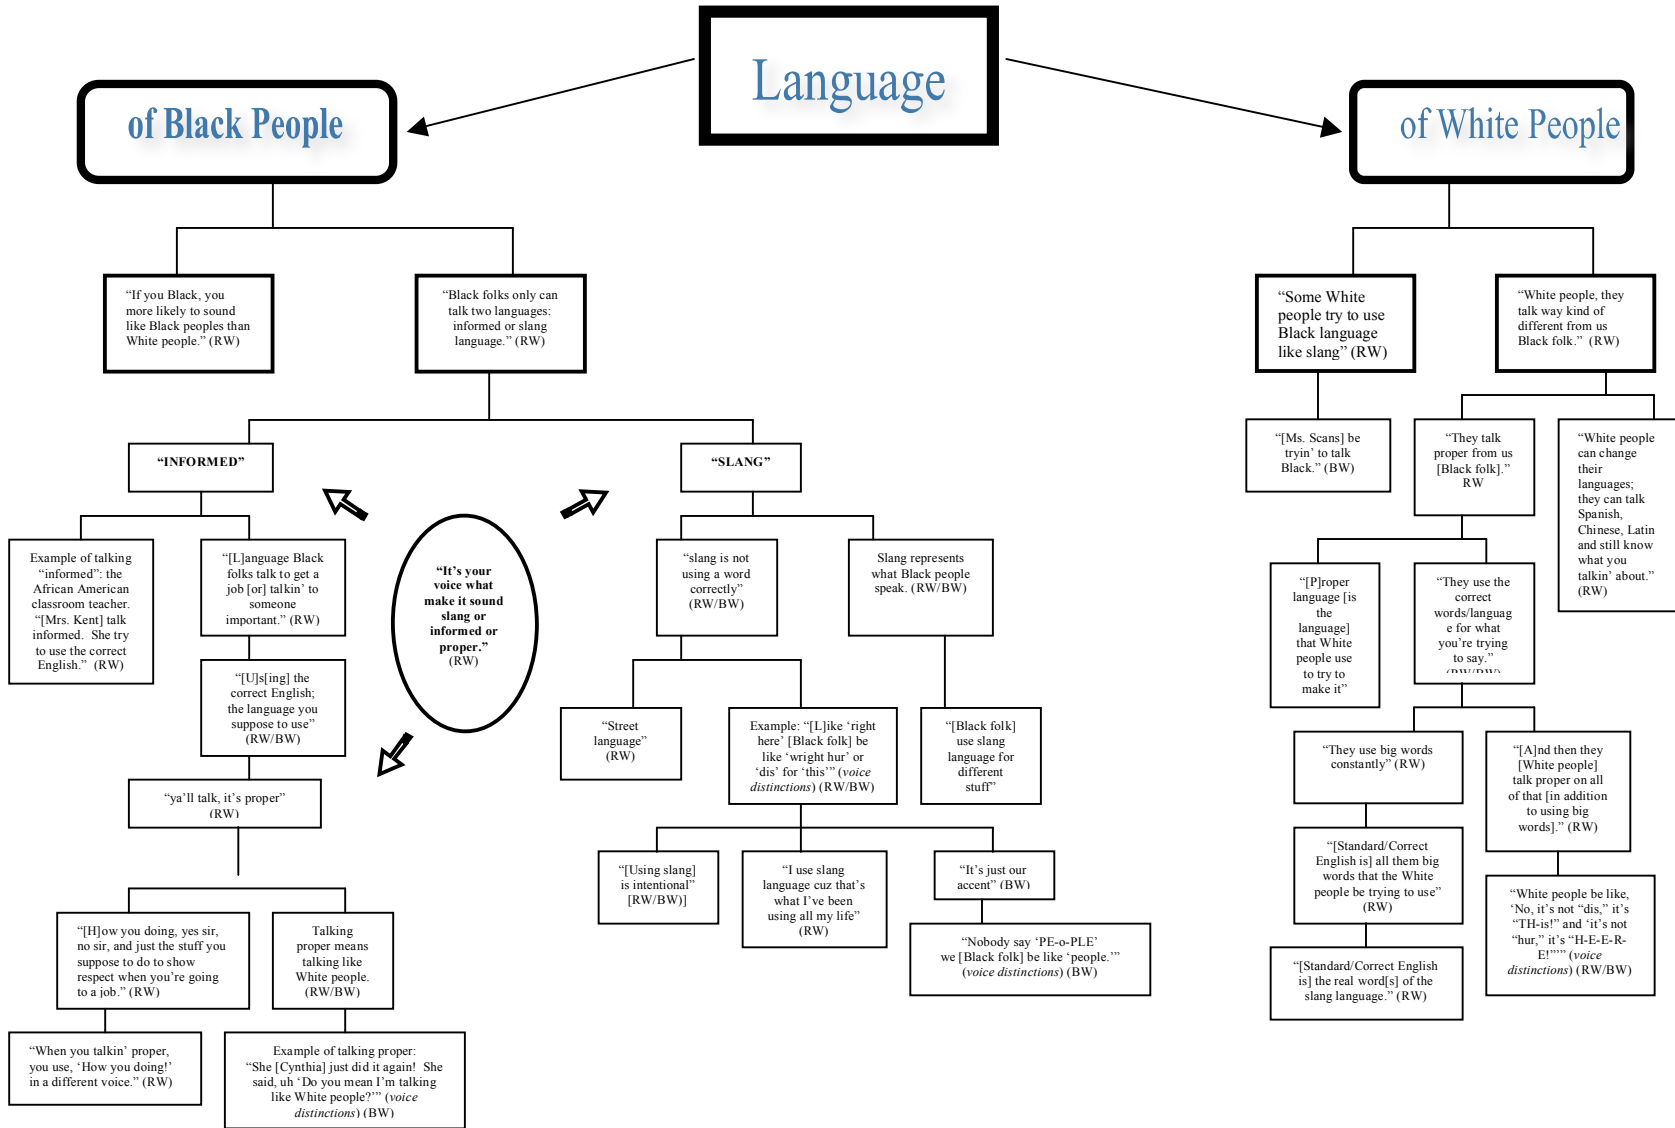 Language
of Black People
of White People
“If you Black, you
more likely to sound
like Black peoples than
White people.” (RW)
“Black folks only can
talk two languages:
informed or slang
language.” (RW)
“Some White
people try to use
Black language
like slang” (RW)
“White people, they
talk way kind of
different from us
Black folk.” (RW)
“INFORMED”
“SLANG”
“[Ms. Scans] be
tryin’ to talk
Black.” (BW)
“They talk
proper from us
[Black folk].”
RW
“White people
can change
their
languages;
they can talk
Spanish,
Chinese, Latin
and still know
what you
talkin’ about.”
(RW)
Example of talking
“informed”: the
African American
classroom teacher.
“[Mrs. Kent] talk
informed. She try
to use the correct
English.” (RW)
“[L]anguage Black
folks talk to get a
job [or] talkin’ to
someone
important.” (RW)
“It’s your
voice what
make it sound
slang or
informed or
proper.”
(RW)
“slang is not
using a word
correctly”
(RW/BW)
Slang represents
what Black people
speak. (RW/BW)
“[P]roper
language [is
the
language]
that White
people use
to try to
make it”
“They use the
correct
words/languag
e for what
you’re trying
to say.”
(RW/BW)
“[U]s[ing] the
correct English;
the language you
suppose to use”
(RW/BW)
“Street
language”
(RW)
Example: “[L]ike ‘right
here’ [Black folk] be
like ‘wright hur’ or
‘dis’ for ‘this’” (voice
distinctions) (RW/BW)
“[Black folk]
use slang
language for
different
stuff”
“They use big words
constantly” (RW)
“[A]nd then they
[White people]
talk proper on all
of that [in addition
to using big
words].” (RW)
“ya’ll talk, it’s proper”
(RW)
“[Using slang]
is intentional”
[RW/BW)]
“I use slang
language cuz that’s
what I’ve been
using all my life”
(RW)
“It’s just our
accent” (BW)
“[Standard/Correct
English is] all them big
words that the White
people be trying to use”
(RW)
“White people be like,
‘No, it’s not “dis,” it’s
“TH-is!” and ‘it’s not
“hur,” it’s “H-E-E-R-
E!”’” (voice
distinctions) (RW/BW)
“[H]ow you doing, yes sir,
no sir, and just the stuff you
suppose to do to show
respect when you’re going
to a job.” (RW)
Talking
proper means
talking like
White people.
(RW/BW)
“Nobody say ‘PE-o-PLE’
we [Black folk] be like ‘people.’”
(voice distinctions) (BW)
“[Standard/Correct English
is] the real word[s] of the
slang language.” (RW)
“When you talkin’ proper,
you use, ‘How you doing!’
in a different voice.” (RW)
Example of talking proper:
“She [Cynthia] just did it again! She
said, uh ‘Do you mean I’m talking
like White people?’” (voice
distinctions) (BW)